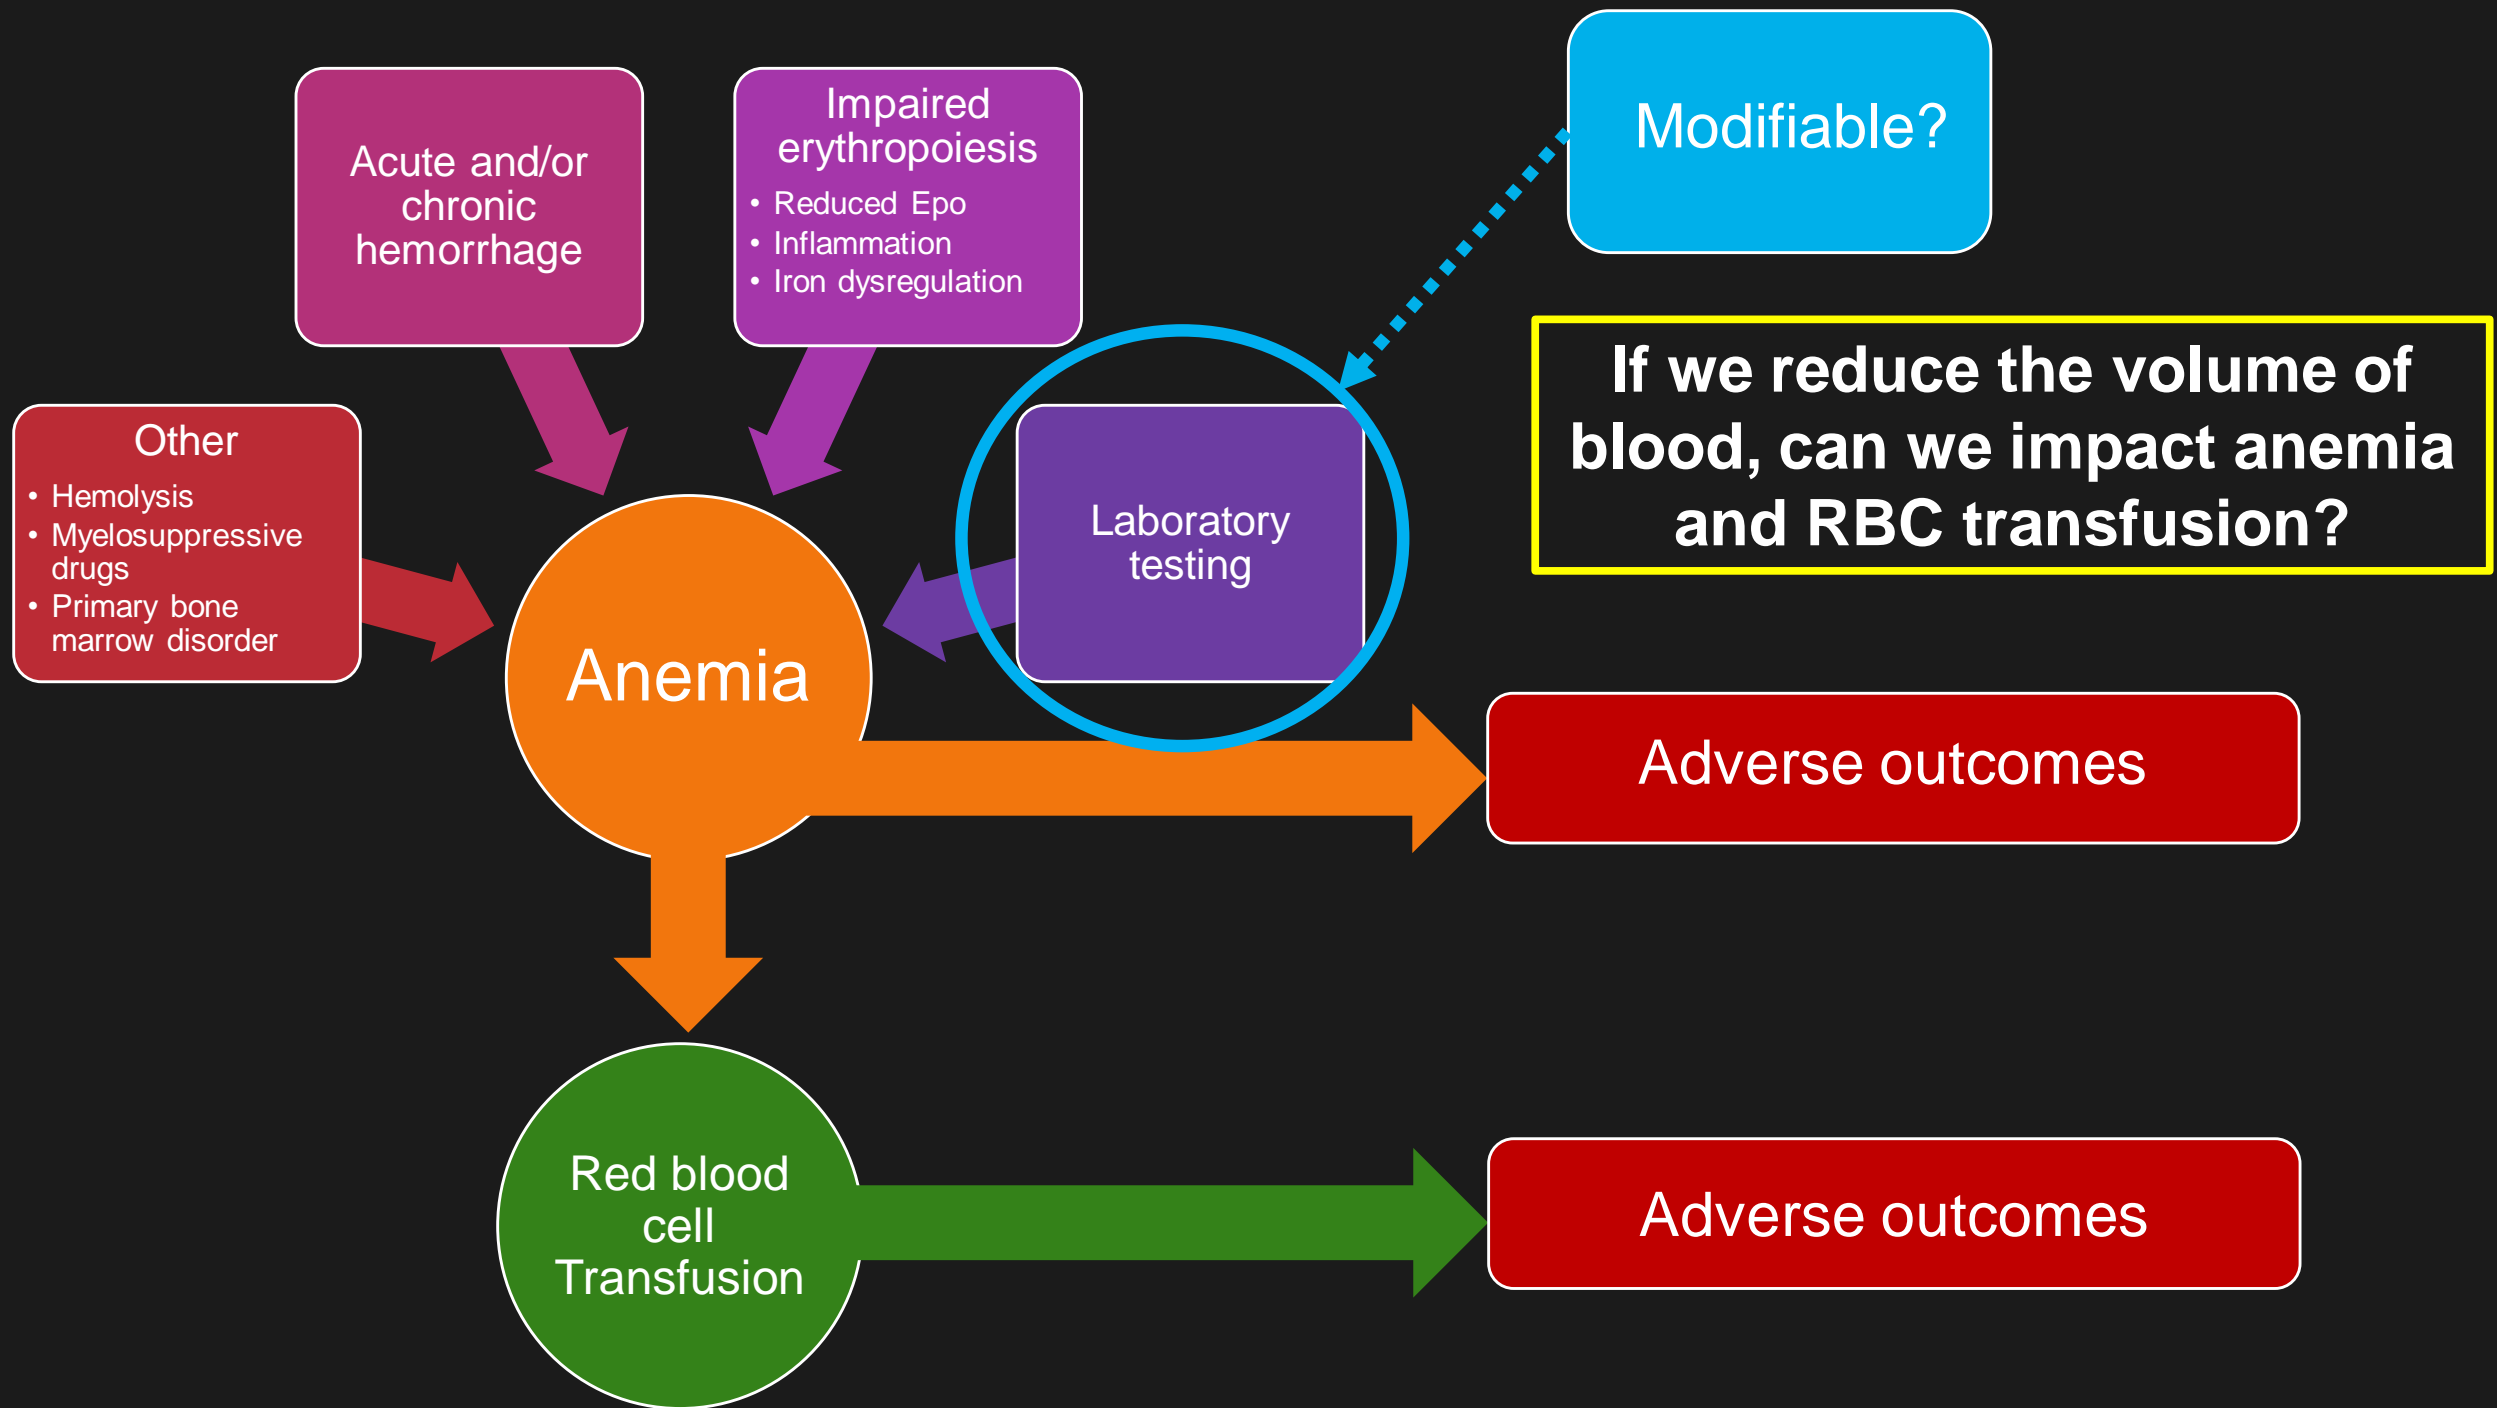 Modifiable?
Acute and/or
chronic
hemorrhage
Impaired
erythropoiesis
• Reduced Epo
• Inflammation
• Iron dysregulation
If we reduce the volume of
blood, can we impact anemia
and RBC transfusion?
Other
• Hemolysis
• Myelosuppressive
drugs
• Primary bone
marrow disorder
Laboratory
testing
Anemia
Adverse outcomes
Red blood
cell
Transfusion
Adverse outcomes